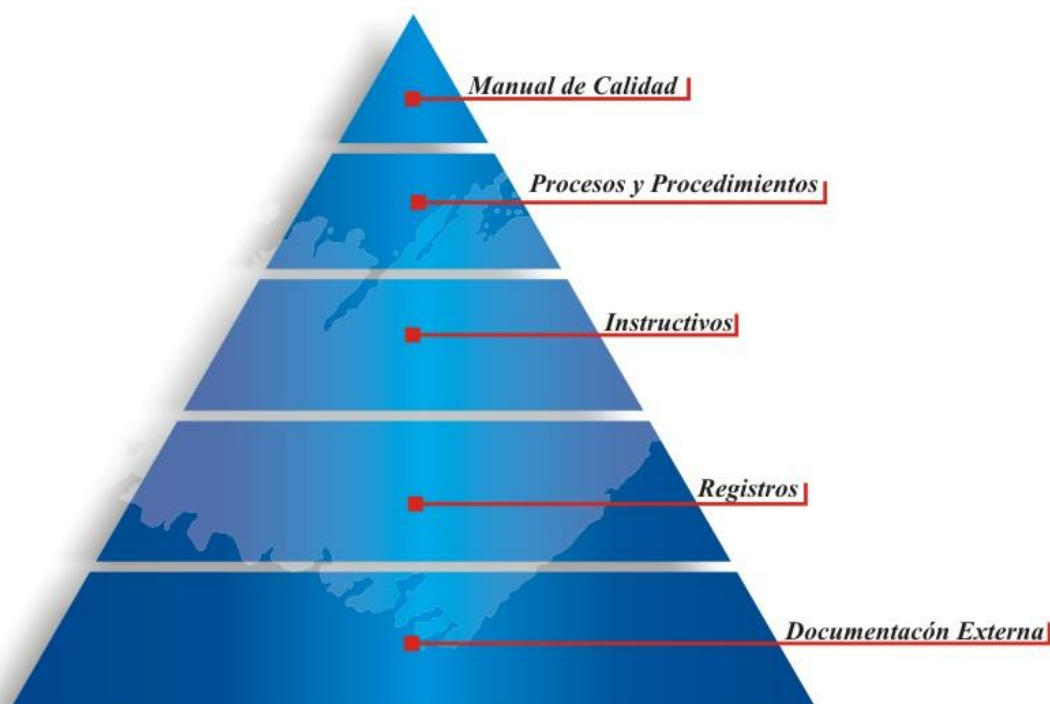 Manual de Calidad
Procesos y Procedimientos
Instructivos
Registros
Documentacón Externa